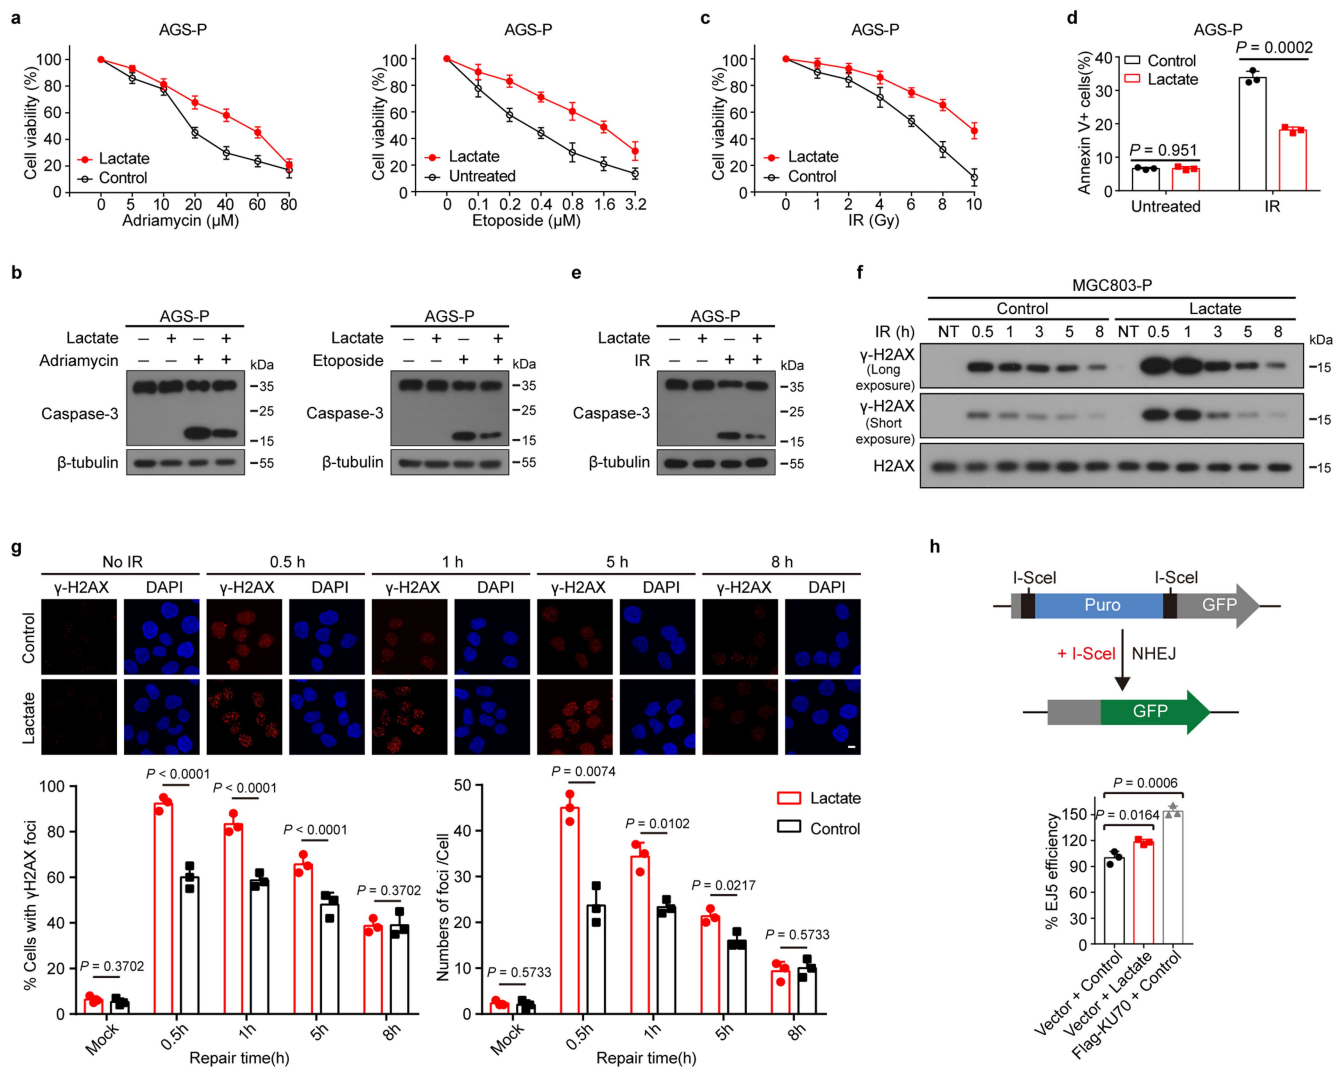 a
AGS-P
Cell viability (%)
100
80
60
40
20
0
Lactate
Control
0 5 10 20 40 60 80
Adriamycin (µM)
AGS-P
Cell viability (%)
100
80
60
40
20
0
Lactate
Untreated
0 0.1 0.2 0.4 0.8 1.6 3.2
Etoposide (µM)
c
AGS-P
Cell viability (%)
100
80
60
40
20
0
Lactate
Control
0 1 2 4 6 8 10
IR (Gy)
d
AGS-P
P = 0.0002
Control
Lactate
P = 0.951
Annexin V+ cells(%)
40
30
20
10
0
Untreated IR
b
AGS-P
Lactate − + − +
Adriamycin − − + +
kDa
Caspase-3
35
25
15
β-tubulin
55
AGS-P
Lactate − + − +
Etoposide − − + +
kDa
Caspase-3
35
25
15
β-tubulin
55
e
AGS-P
Lactate − + − +
IR − − + +
kDa
Caspase-3
35
25
15
β-tubulin
55
f
MGC803-P
Control Lactate
IR (h) NT 0.5 1 3 5 8 NT 0.5 1 3 5 8
kDa
γ-H2AX
(Long
exposure)
15
γ-H2AX
(Short
exposure)
15
H2AX
15
g
No IR 0.5 h 1 h 5 h 8 h
γ-H2AX DAPI γ-H2AX DAPI γ-H2AX DAPI γ-H2AX DAPI γ-H2AX DAPI
Control
Lactate
% Cells with γH2AX foci
100
80
60
40
20
0
P = 0.3702
P < 0.0001
P < 0.0001
P < 0.0001
P = 0.3702
Mock 0.5h 1h 5h 8h
Repair time(h)
Numbers of foci /Cell
50
40
30
20
10
0
P = 0.5733
P = 0.0074
P = 0.0102
P = 0.0217
P = 0.5733
Lactate
Control
Mock 0.5h 1h 5h 8h
Repair time(h)
h
I-SceI I-SceI
Puro GFP
+ I-SceI NHEJ
GFP
P = 0.0006
P = 0.0164
% EJ5 efficiency
150
120
90
60
30
0
Vector + Control
Vector + Lactate
Flag-KU70 + Control